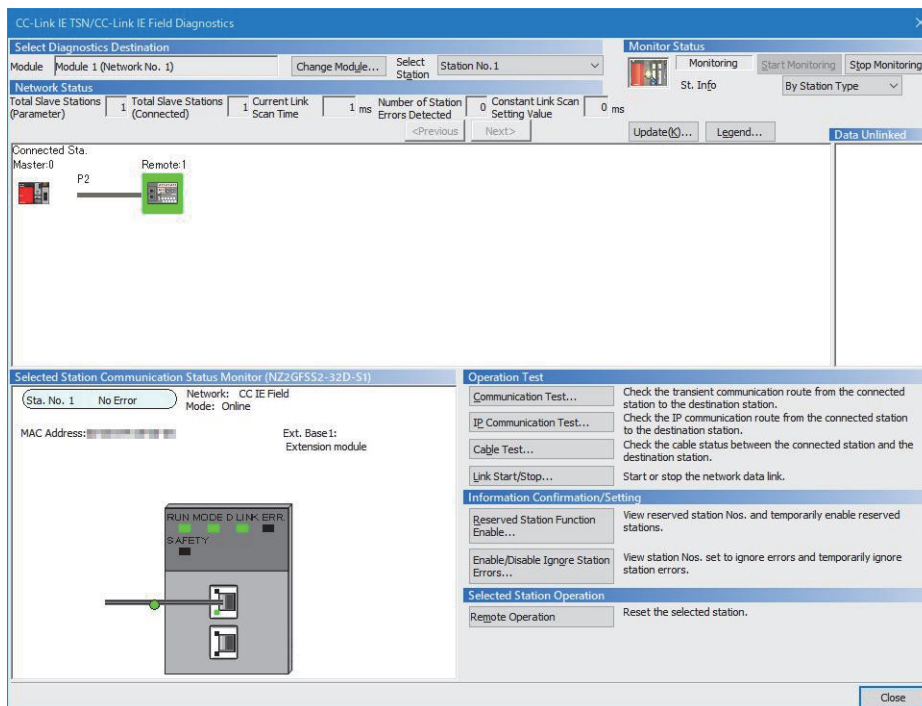 CC-Link IE TSN/CC-Link IE Field Diagnostics
Select Diagnostics Destination
Module Module 1 (Network No. 1) Change Module... Select Station Station No.1
Monitor Status
Monitoring Start Monitoring Stop Monitoring
St. Info By Station Type
Network Status
Total Slave Stations (Parameter) 1 Total Slave Stations (Connected) 1 Current Link Scan Time 1 ms Number of Station Errors Detected 0 Constant Link Scan Setting Value 0 ms
<Previous Next> Update(K)... Legend... Data Unlinked
Connected Sta.
Master:0 Remote:1
P2
Selected Station Communication Status Monitor (NZ2GFSS2-32D-S1)
Sta. No. 1 No Error
Network: CC IE Field
Mode: Online
MAC Address:
Ext. Base1:
Extension module
RUN MODE D LINK ERR.
SAFETY
Operation Test
Communication Test... Check the transient communication route from the connected
station to the destination station.
IP Communication Test... Check the IP communication route from the connected station
to the destination station.
Cable Test... Check the cable status between the connected station and the
destination station.
Link Start/Stop... Start or stop the network data link.
Information Confirmation/Setting
Reserved Station Function Enable... View reserved station Nos. and temporarily enable reserved
stations.
Enable/Disable Ignore Station Errors... View station Nos. set to ignore errors and temporarily ignore
station errors.
Selected Station Operation
Remote Operation Reset the selected station.
Close